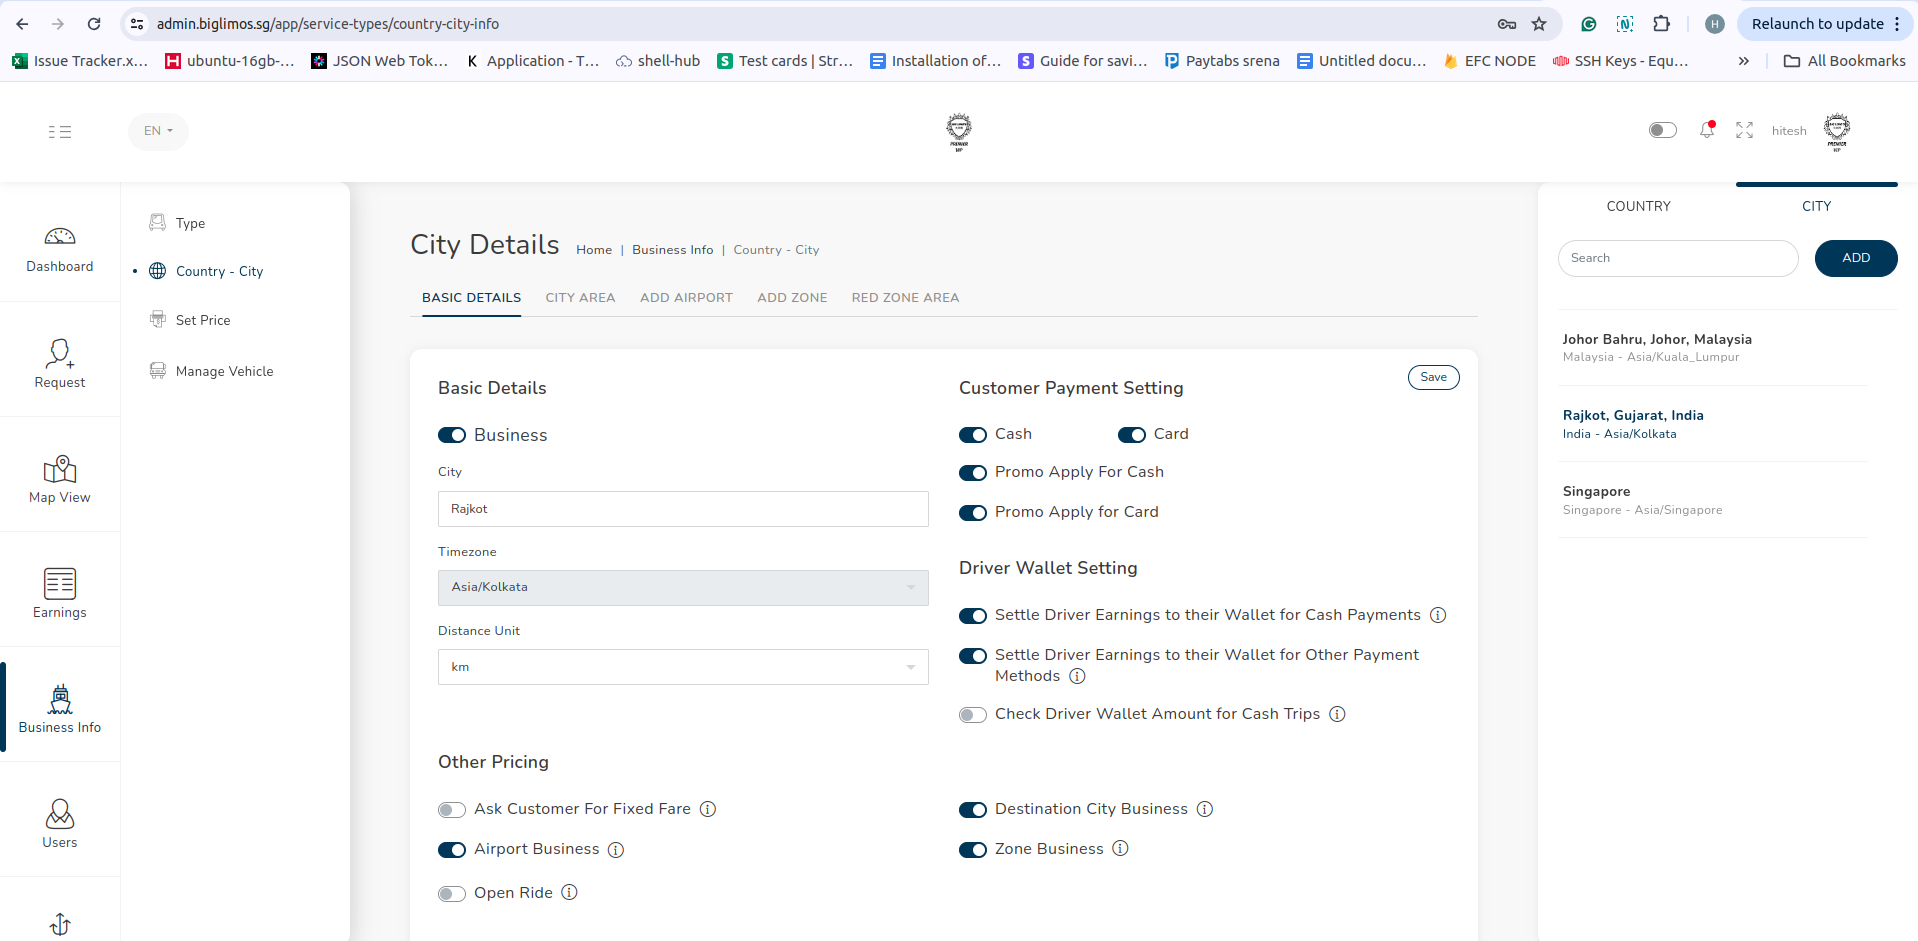 admin.biglimos.sg/app/service-types/country-city-info
H
Relaunch to update
Issue Tracker.x...
ubuntu-16gb-...
JSON Web Tok...
Application - T...
shell-hub
Test cards | Str...
Installation of...
Guide for savi...
Paytabs srena
Untitled docu...
EFC NODE
SSH Keys - Equ...
All Bookmarks
EN
PREMIER
VIP
hitesh
PREMIER
VIP
Dashboard
Request
Map View
Earnings
Business Info
Users
Type
Country - City
Set Price
Manage Vehicle
City Details
Home | Business Info | Country - City
BASIC DETAILS
CITY AREA
ADD AIRPORT
ADD ZONE
RED ZONE AREA
Save
Basic Details
Business
City
Rajkot
Timezone
Asia/Kolkata
Distance Unit
km
Customer Payment Setting
Cash
Card
Promo Apply For Cash
Promo Apply for Card
Driver Wallet Setting
Settle Driver Earnings to their Wallet for Cash Payments
Settle Driver Earnings to their Wallet for Other Payment
Methods
Check Driver Wallet Amount for Cash Trips
Other Pricing
Ask Customer For Fixed Fare
Destination City Business
Airport Business
Zone Business
Open Ride
COUNTRY
CITY
Search
ADD
Johor Bahru, Johor, Malaysia
Malaysia - Asia/Kuala_Lumpur
Rajkot, Gujarat, India
India - Asia/Kolkata
Singapore
Singapore - Asia/Singapore